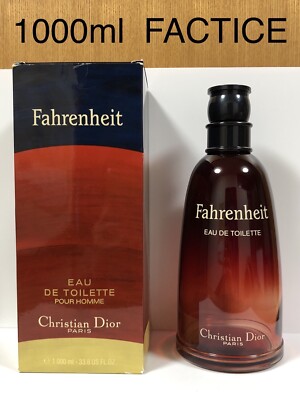 1000ml FACTICE
Fahrenheit
EAU
DE TOILETTE
POUR HOMME
Christian Dior
PARIS
Fahrenheit
EAU DE TOILETTE
Christian Dior
PARIS